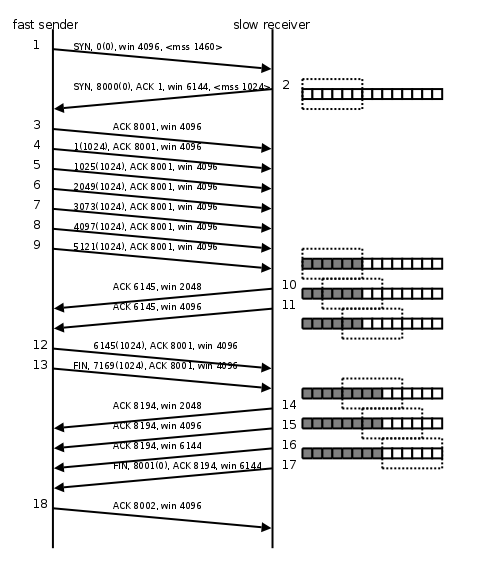 fast sender slow receiver
1 SYN, 0(0), win 4096, <mss 1460>
SYN, 8000(0), ACK 1, win 6144, <mss 1024> 2
3 ACK 8001, win 4096
4 1(1024), ACK 8001, win 4096
5 1025(1024), ACK 8001, win 4096
6 2049(1024), ACK 8001, win 4096
7 3073(1024), ACK 8001, win 4096
8 4097(1024), ACK 8001, win 4096
9 5121(1024), ACK 8001, win 4096
ACK 6145, win 2048 10
ACK 6145, win 4096 11
12 6145(1024), ACK 8001, win 4096
13 FIN, 7169(1024), ACK 8001, win 4096
ACK 8194, win 2048 14
ACK 8194, win 4096 15
ACK 8194, win 6144 16
FIN, 8001(0), ACK 8194, win 6144 17
18 ACK 8002, win 4096